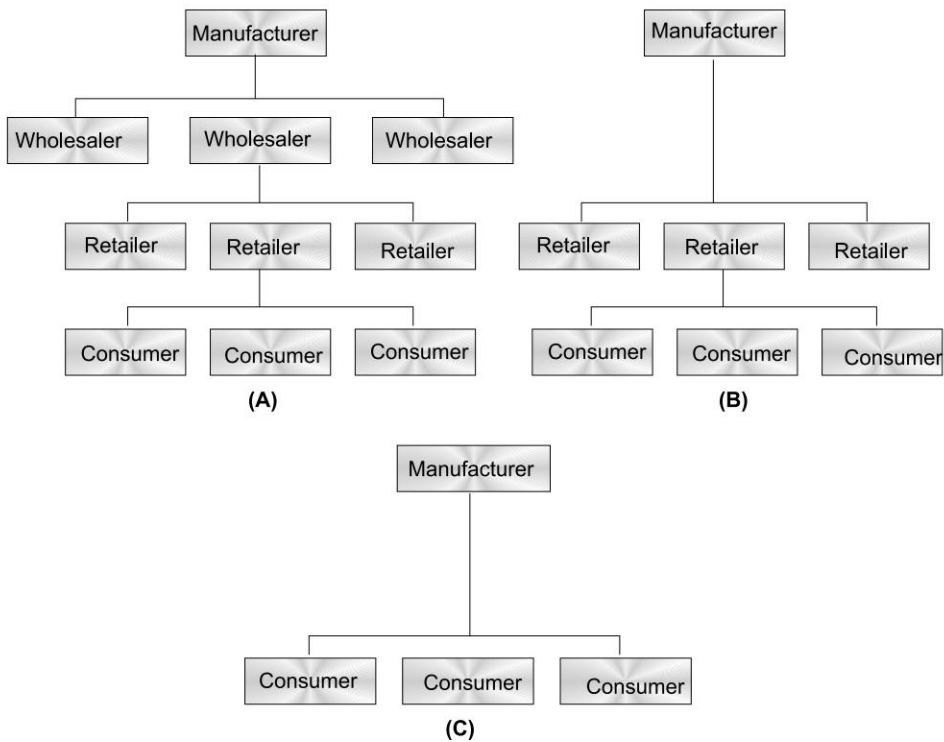 Manufacturer
Wholesaler Wholesaler Wholesaler
Retailer Retailer Retailer
Consumer Consumer Consumer
(A)
Manufacturer
Retailer Retailer Retailer
Consumer Consumer Consumer
(B)
Manufacturer
Consumer Consumer Consumer
(C)